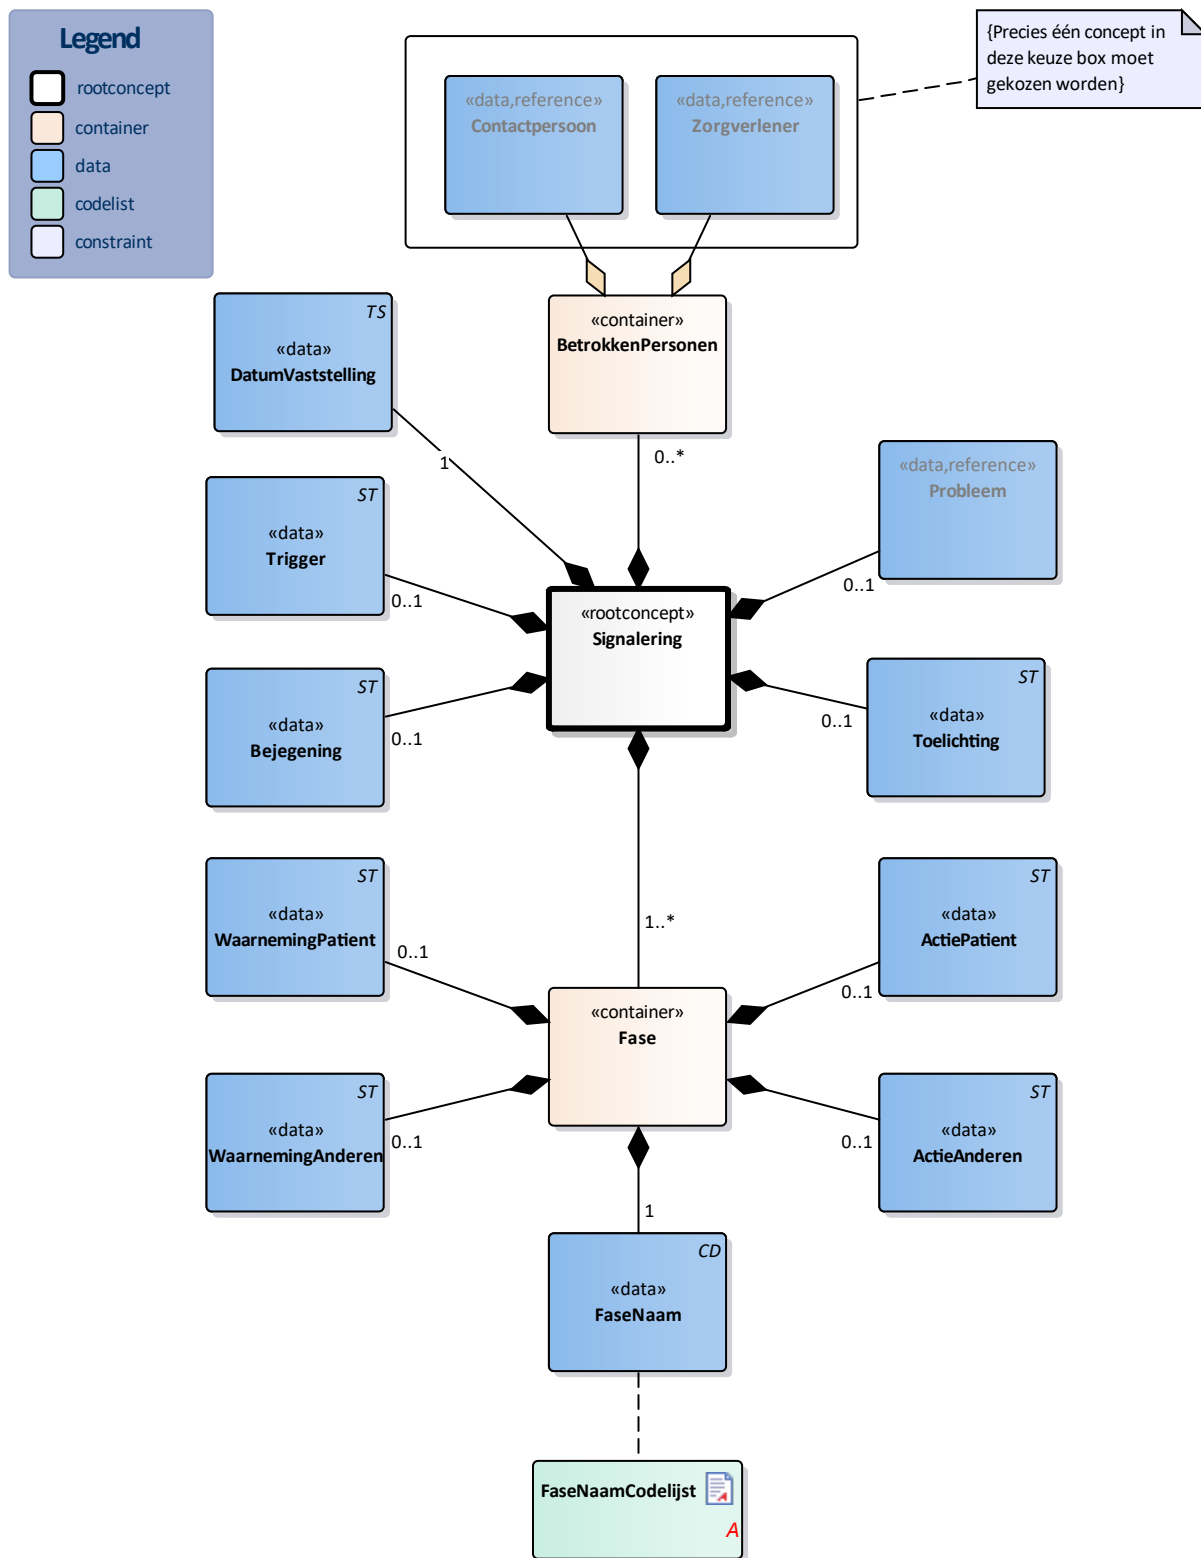 Legend
rootconcept
container
data
codelist
constraint
{Precies één concept in
deze keuze box moet
gekozen worden}
«data,reference»
Contactpersoon
«data,reference»
Zorgverlener
TS
«data»
DatumVaststelling
1
«container»
BetrokkenPersonen
0..*
«data,reference»
Probleem
0..1
ST
«data»
Trigger
0..1
«rootconcept»
Signalering
ST
«data»
Bejegening
0..1
ST
«data»
Toelichting
0..1
1..*
ST
«data»
WaarnemingPatient
0..1
ST
«data»
ActiePatient
0..1
«container»
Fase
ST
«data»
WaarnemingAnderen
0..1
ST
«data»
ActieAnderen
0..1
1
CD
«data»
FaseNaam
FaseNaamCodelijst
A